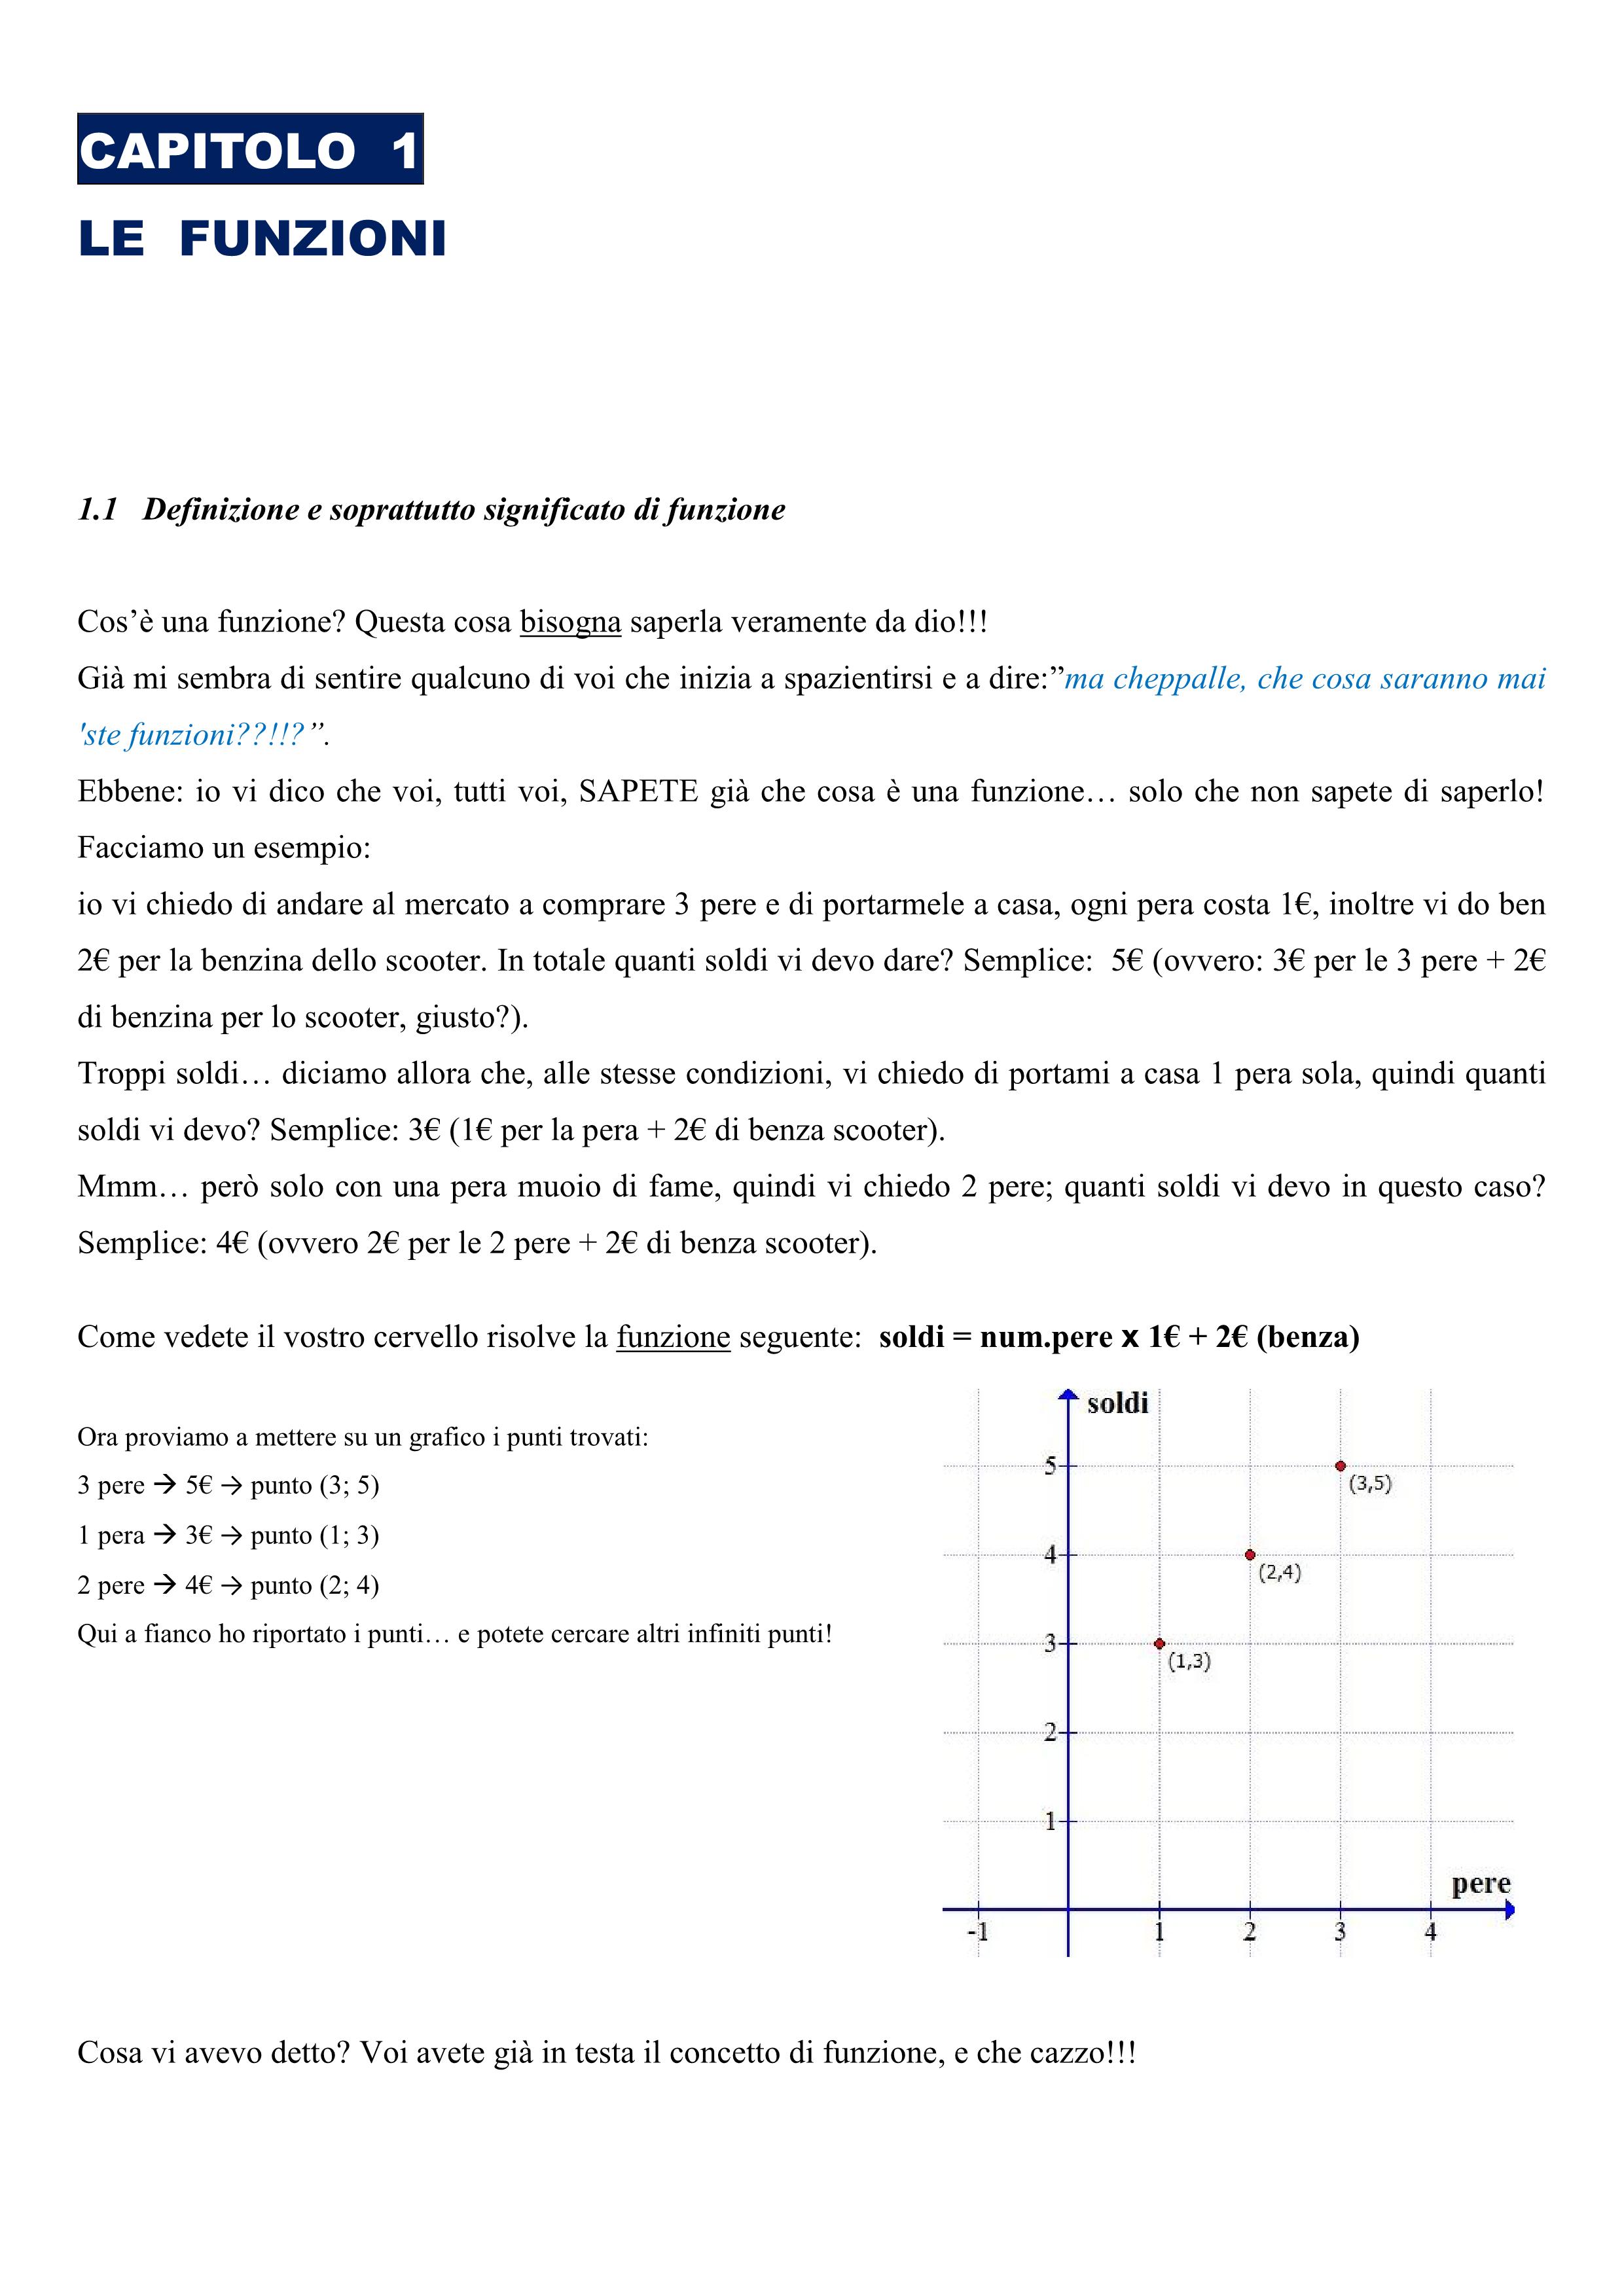 CAPITOLO 1
LE FUNZIONI
1.1 Definizione e soprattutto significato di funzione
Cos’è una funzione? Questa cosa bisogna saperla veramente da dio!!!
Già mi sembra di sentire qualcuno di voi che inizia a spazientirsi e a dire:”ma cheppalle, che cosa saranno mai
'ste funzioni??!!?”.
Ebbene: io vi dico che voi, tutti voi, SAPETE già che cosa è una funzione… solo che non sapete di saperlo!
Facciamo un esempio:
io vi chiedo di andare al mercato a comprare 3 pere e di portarmele a casa, ogni pera costa 1€, inoltre vi do ben
2€ per la benzina dello scooter. In totale quanti soldi vi devo dare? Semplice: 5€ (ovvero: 3€ per le 3 pere + 2€
di benzina per lo scooter, giusto?).
Troppi soldi… diciamo allora che, alle stesse condizioni, vi chiedo di portami a casa 1 pera sola, quindi quanti
soldi vi devo? Semplice: 3€ (1€ per la pera + 2€ di benza scooter).
Mmm… però solo con una pera muoio di fame, quindi vi chiedo 2 pere; quanti soldi vi devo in questo caso?
Semplice: 4€ (ovvero 2€ per le 2 pere + 2€ di benza scooter).
Come vedete il vostro cervello risolve la funzione seguente: soldi = num.pere x 1€ + 2€ (benza)
Ora proviamo a mettere su un grafico i punti trovati:
3 pere → 5€ → punto (3; 5)
1 pera → 3€ → punto (1; 3)
2 pere → 4€ → punto (2; 4)
Qui a fianco ho riportato i punti… e potete cercare altri infiniti punti!
soldi
5
(3,5)
4
(2,4)
3
(1,3)
2
1
pere
-1 1 2 3 4
Cosa vi avevo detto? Voi avete già in testa il concetto di funzione, e che cazzo!!!